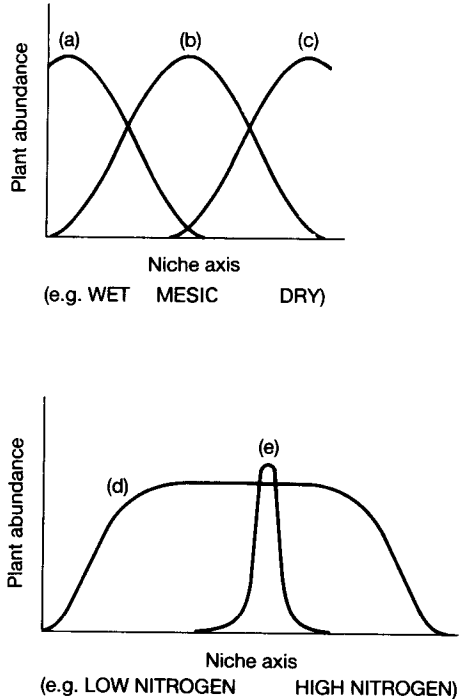 (a)
(b)
(c)
Plant abundance
Niche axis
(e.g. WET MESIC DRY)
(e)
(d)
Plant abundance
Niche axis
(e.g. LOW NITROGEN HIGH NITROGEN)